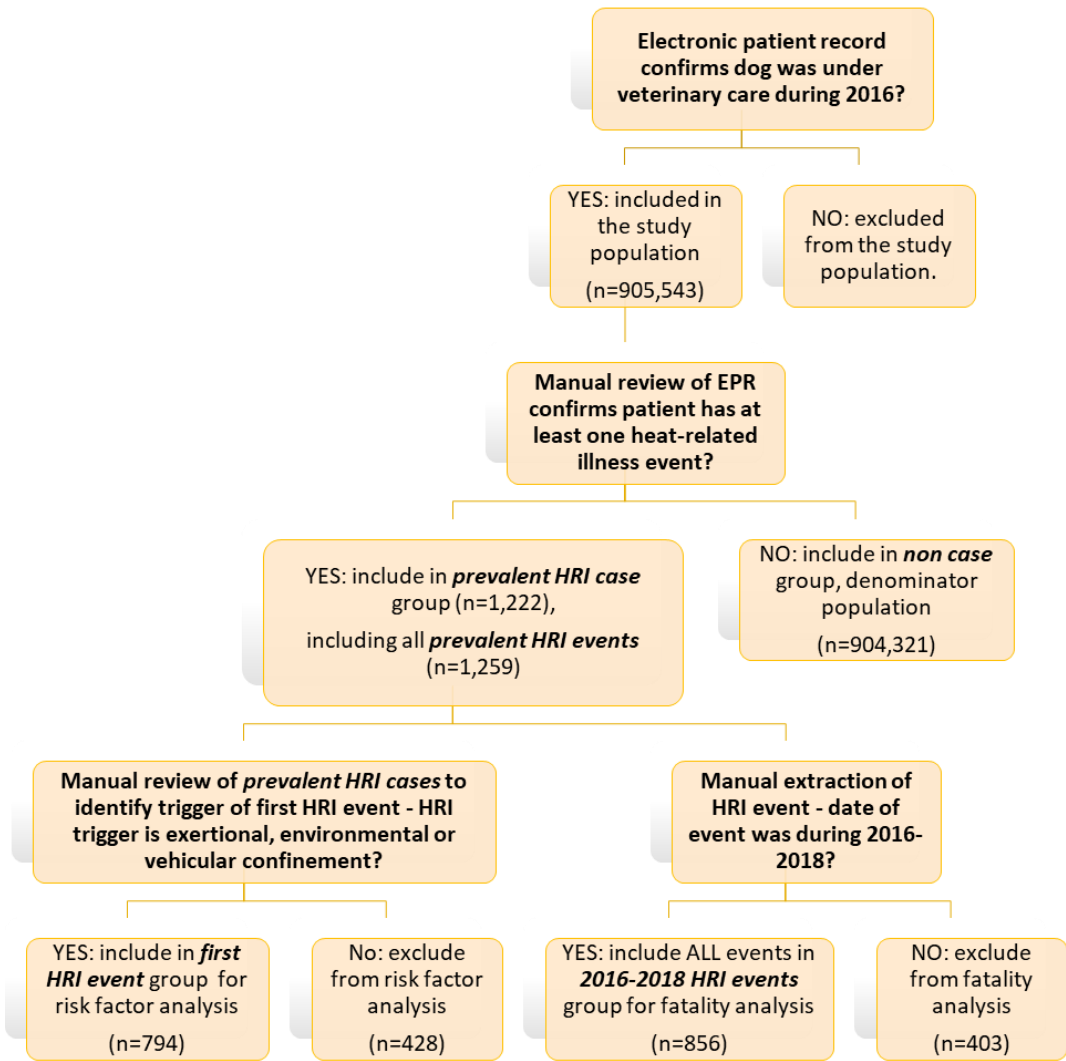 Electronic patient record
confirms dog was under
veterinary care during 2016?
YES: included in
the study
population
(n=905,543)
NO: excluded
from the study
population.
Manual review of EPR
confirms patient has at
least one heat-related
illness event?
YES: include in prevalent HRI case
group (n=1,222),
including all prevalent HRI events
(n=1,259)
NO: include in non case
group, denominator
population
(n=904,321)
Manual review of prevalent HRI cases to
identify trigger of first HRI event - HRI
trigger is exertional, environmental or
vehicular confinement?
Manual extraction of
HRI event - date of
event was during 2016-
2018?
YES: include in first
HRI event group for
risk factor analysis
(n=794)
No: exclude
from risk factor
analysis
(n=428)
YES: include ALL events in
2016-2018 HRI events
group for fatality analysis
(n=856)
NO: exclude
from fatality
analysis
(n=403)